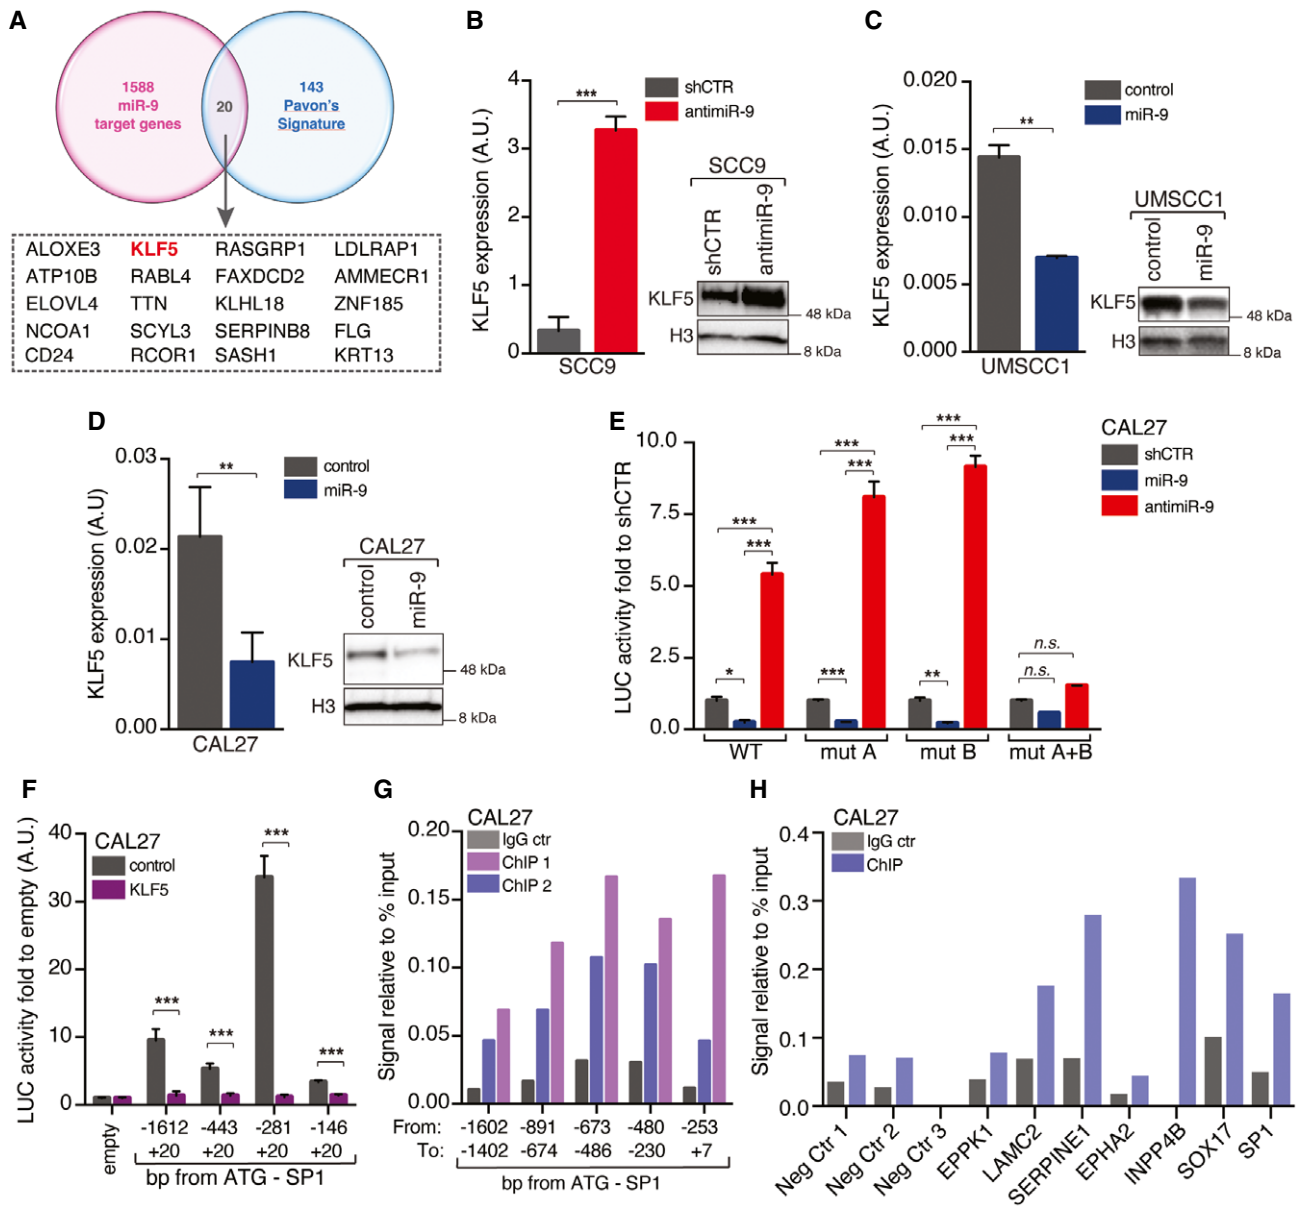 A
1588
miR-9
target genes
20
143
Pavon's
Signature
ALOXE3 KLF5 RASGRP1 LDLRAP1
ATP10B RABL4 FAXDCD2 AMMECR1
ELOVL4 TTN KLHL18 ZNF185
NCOA1 SCYL3 SERPINB8 FLG
CD24 RCOR1 SASH1 KRT13
B
KLF5 expression (A.U.)
4
3
2
1
0
***
SCC9
shCTR
antimiR-9
SCC9
shCTR
antimiR-9
KLF5
48 kDa
H3
8 kDa
C
KLF5 expression (A.U.)
0.020
0.015
0.010
0.005
0.000
**
UMSCC1
control
miR-9
UMSCC1
control
miR-9
KLF5
48 kDa
H3
8 kDa
D
KLF5 expression (A.U)
0.03
0.02
0.01
0.00
**
CAL27
control
miR-9
CAL27
control
miR-9
KLF5
48 kDa
H3
8 kDa
E
LUC activity fold to shCTR
10.0
7.5
5.0
2.5
0.0
***
***
*
***
***
***
***
***
**
n.s.
n.s.
WT mut A mut B mut A+B
CAL27
shCTR
miR-9
antimiR-9
F
LUC activity fold to empty (A.U.)
40
30
20
10
0
CAL27
control
KLF5
***
***
***
***
empty
-1612 -443 -281 -146
+20 +20 +20 +20
bp from ATG - SP1
G
Signal relative to % input
0.20
0.15
0.10
0.05
0.00
CAL27
IgG ctr
ChIP 1
ChIP 2
From: -1602 -891 -673 -480 -253
To: -1402 -674 -486 -230 +7
bp from ATG - SP1
H
Signal relative to % input
0.4
0.3
0.2
0.1
0.0
CAL27
IgG ctr
ChIP
Neg Ctr 1
Neg Ctr 2
Neg Ctr 3
EPPK1
LAMC2
SERPINE1
EPHA2
INPP4B
SOX17
SP1